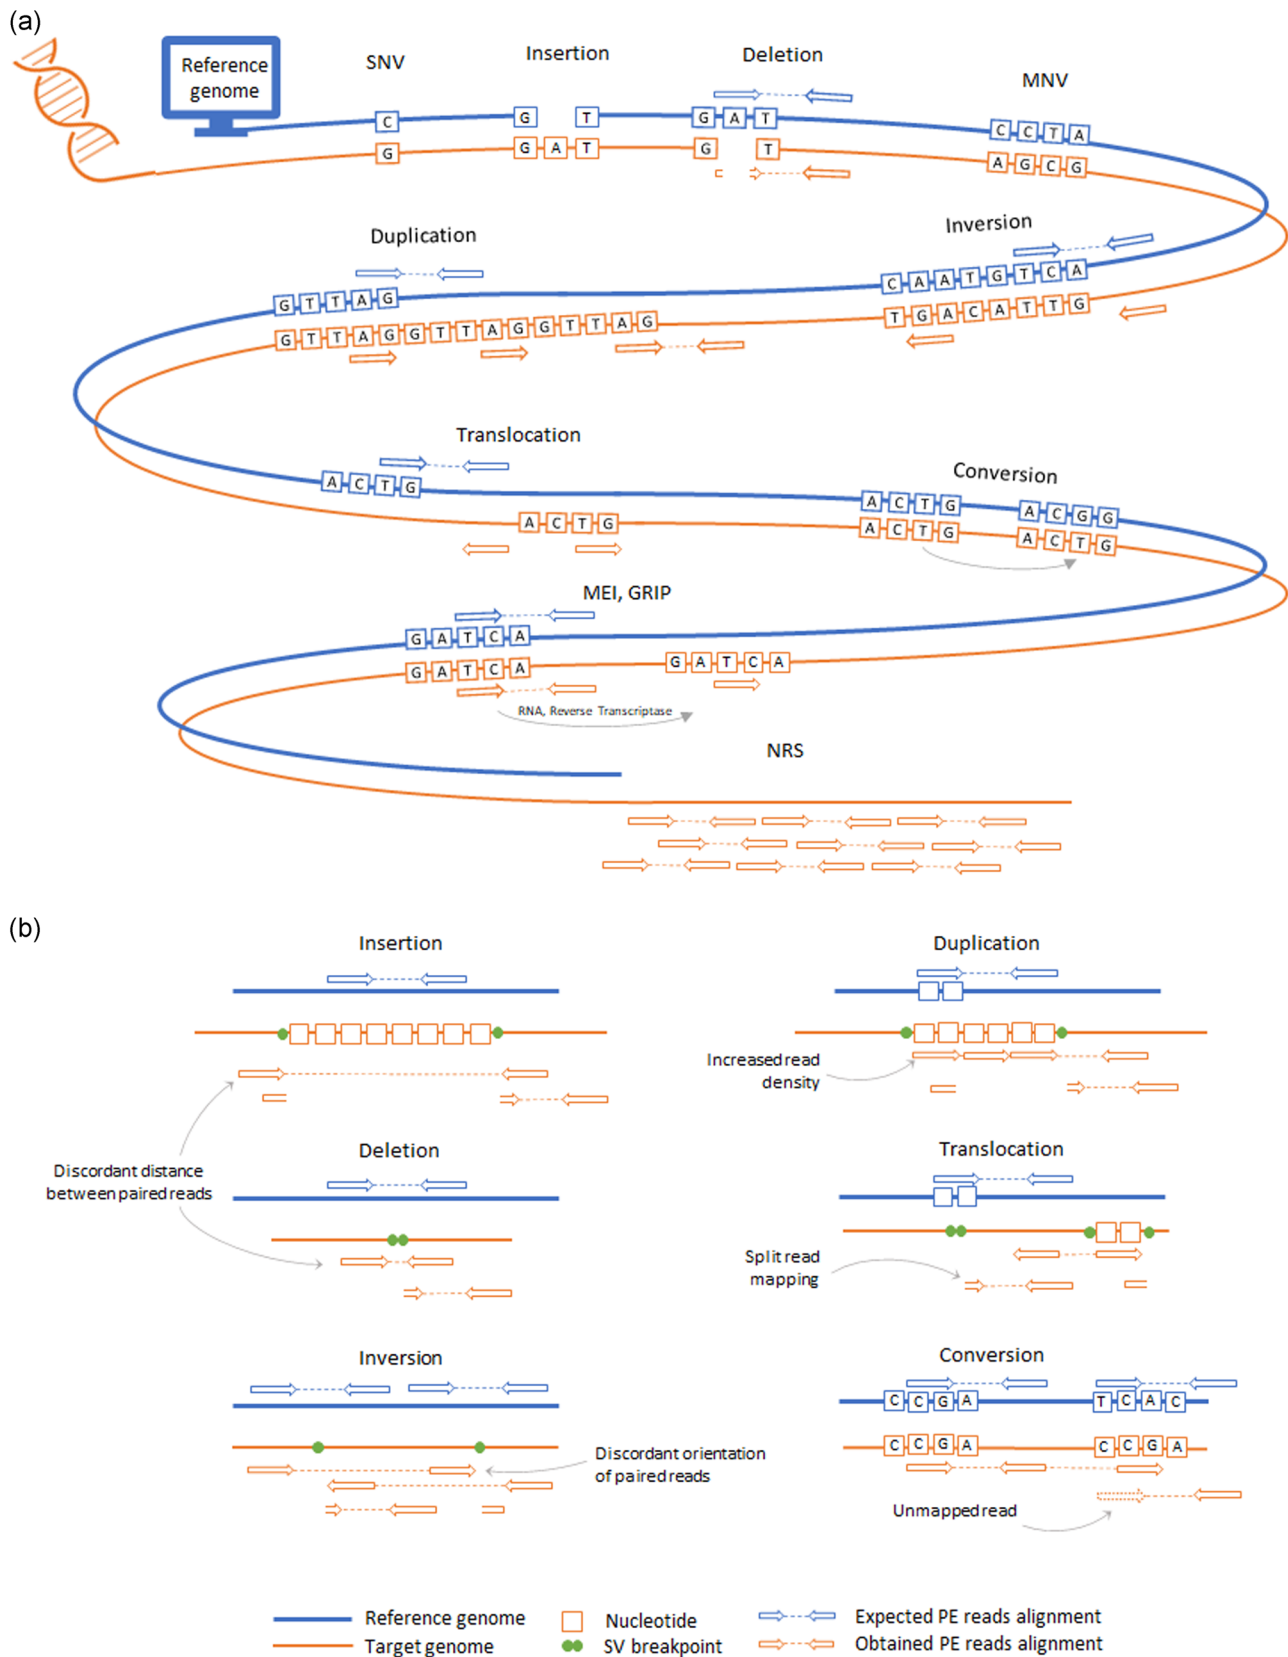 (a)
Reference
genome
SNV
Insertion
Deletion
MNV
C
G T
G A T
C C T A
G
G A T
G T
A G C G
Duplication
Inversion
G T T A G
C A A T G T C A
G T T A G G T T A G G T T A G
T G A C A T T G
Translocation
Conversion
A C T G
A C T G
A C G G
A C T G
A C T G
A C T G
MEI, GRIP
G A T C A
G A T C A
G A T C A
RNA, Reverse Transcriptase
NRS
(b)
Insertion
Duplication
Increased read
density
Deletion
Translocation
Discordant distance
between paired reads
Split read
mapping
Inversion
Conversion
C C G A
T C A C
C C G A
C C G A
Discordant orientation
of paired reads
Unmapped read
Reference genome
Nucleotide
Expected PE reads alignment
Target genome
SV breakpoint
Obtained PE reads alignment